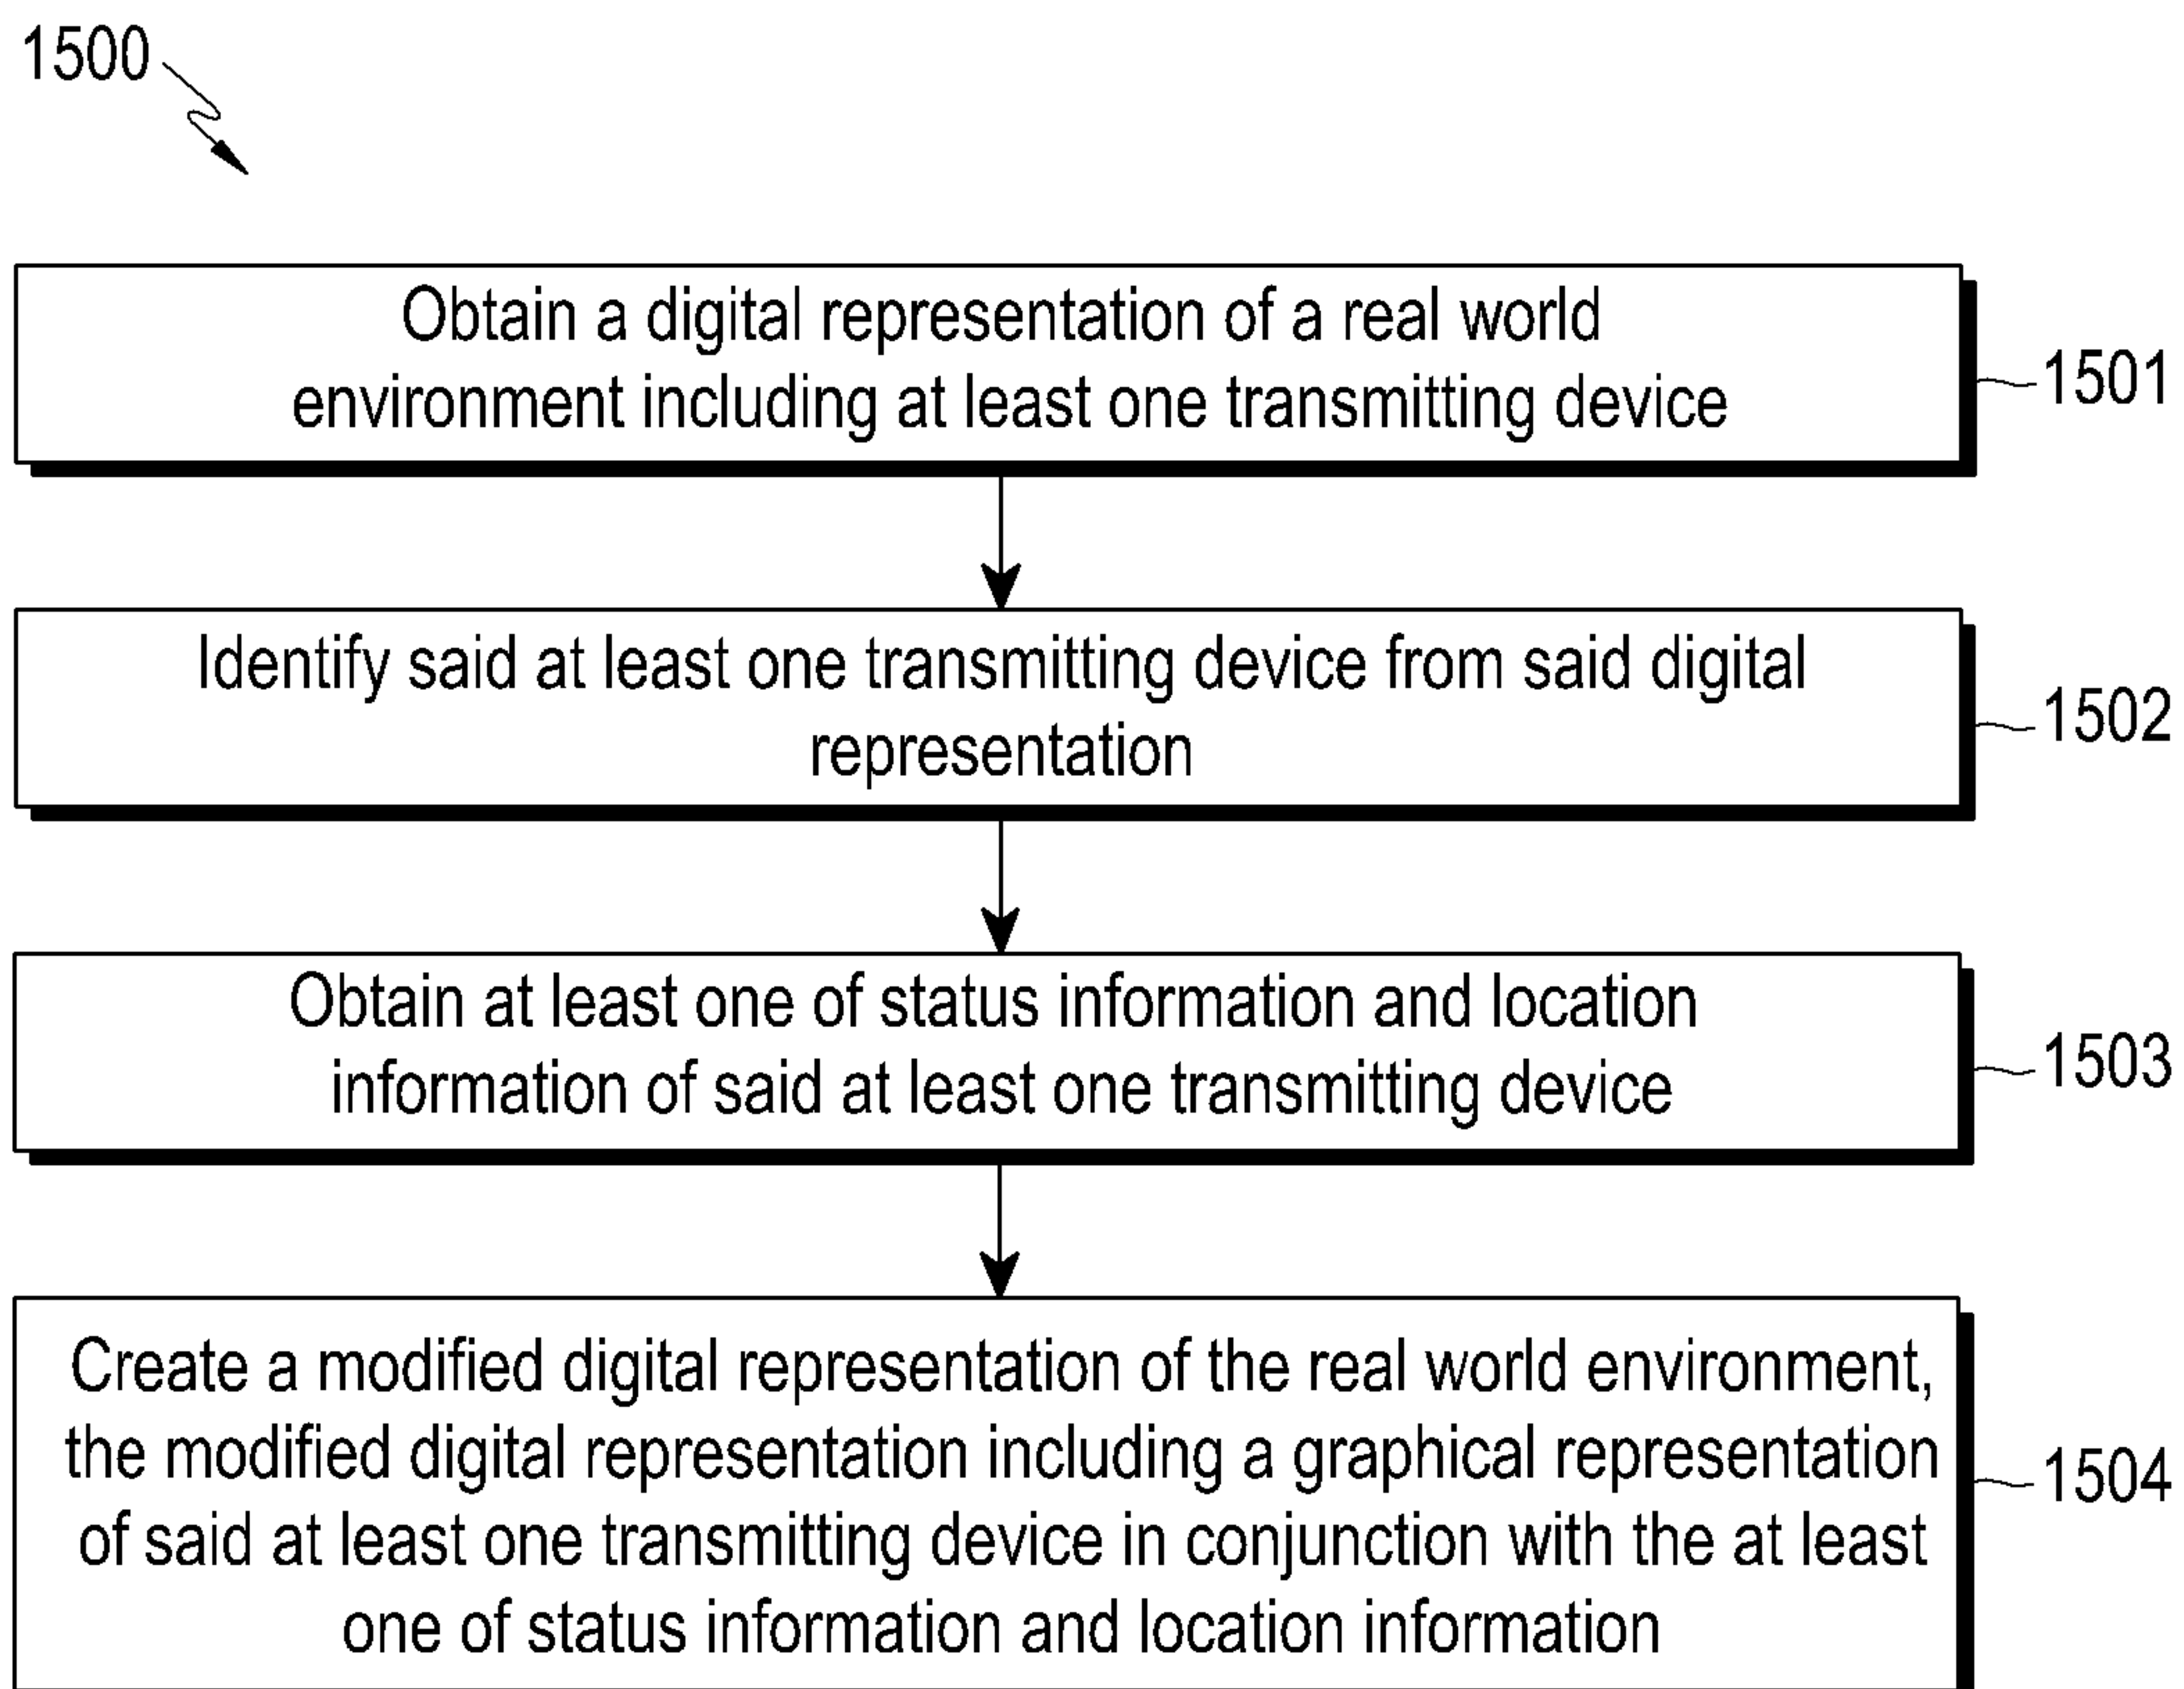 1500
Obtain a digital representation of a real world
environment including at least one transmitting device
1501
Identify said at least one transmitting device from said digital
representation
1502
Obtain at least one of status information and location
information of said at least one transmitting device
1503
Create a modified digital representation of the real world environment,
the modified digital representation including a graphical representation
of said at least one transmitting device in conjunction with the at least
one of status information and location information
1504